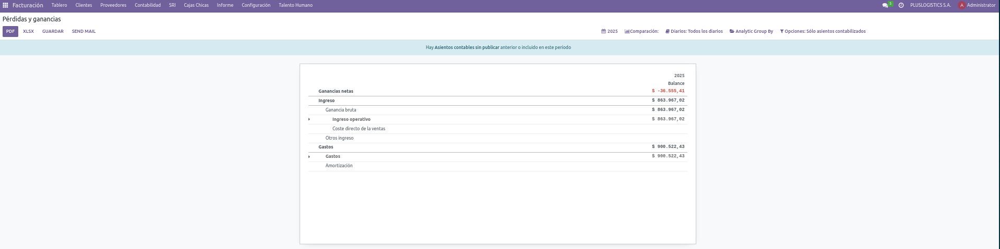 Facturación Tablero Clientes Proveedores Contabilidad SRI Cajas Chicas Informe Configuración Talento Humano 5 PLUSLOGISTICS S.A. A Administrator
Pérdidas y ganancias
PDF XLSX GUARDAR SEND MAIL 2025 Comparación: Diarios: Todos los diarios Analytic Group By Opciones: Sólo asientos contabilizados
Hay Asientos contables sin publicar anterior o incluido en este período
2025
Balance
Ganancias netas $ -36.555,41
Ingreso $ 863.967,02
Ganancia bruta $ 863.967,02
Ingreso operativo $ 863.967,02
Coste directo de la ventas
Otros ingreso
Gastos $ 900.522,43
Gastos $ 900.522,43
Amortización